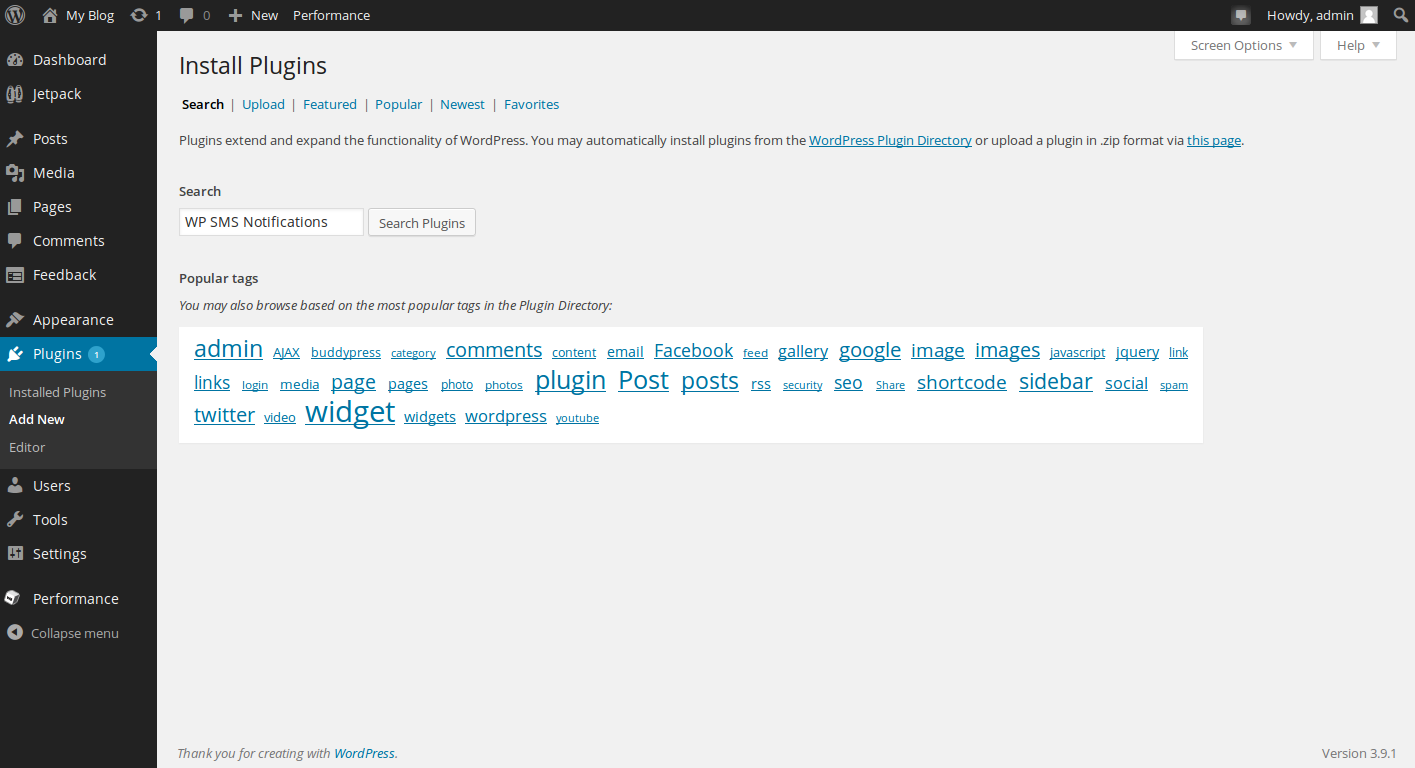 My Blog 1 0 New Performance Howdy, admin
Screen Options Help
Dashboard
Jetpack
Posts
Media
Pages
Comments
Feedback
Appearance
Plugins 1
Installed Plugins
Add New
Editor
Users
Tools
Settings
Performance
Collapse menu
Install Plugins
Search | Upload | Featured | Popular | Newest | Favorites
Plugins extend and expand the functionality of WordPress. You may automatically install plugins from the WordPress Plugin Directory or upload a plugin in .zip format via this page.
Search
WP SMS Notifications Search Plugins
Popular tags
You may also browse based on the most popular tags in the Plugin Directory:
admin AJAX buddypress category comments content email Facebook feed gallery google image images javascript jquery link
links login media page pages photo photos plugin Post posts rss security seo Share shortcode sidebar social spam
twitter video widget widgets wordpress youtube
Thank you for creating with WordPress. Version 3.9.1